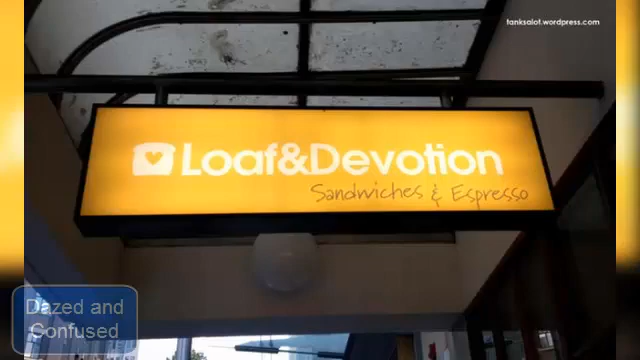 tanksalot.wordpress.com
Loaf&Devotion
Sandwiches & Espresso
Dazed and
Confused